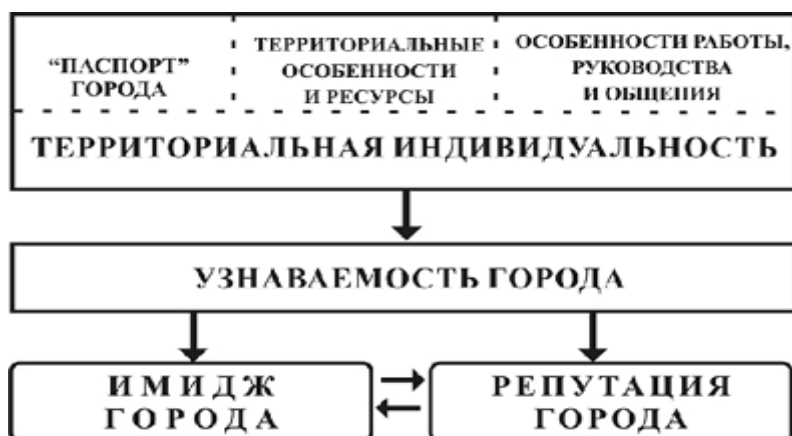 “ПАСПОРТ”
ГОРОДА
ТЕРРИТОРИАЛЬНЫЕ
ОСОБЕННОСТИ
И РЕСУРСЫ
ОСОБЕННОСТИ РАБОТЫ,
РУКОВОДСТВА
И ОБЩЕНИЯ
ТЕРРИТОРИАЛЬНАЯ ИНДИВИДУАЛЬНОСТЬ
УЗНАВАЕМОСТЬ ГОРОДА
ИМИДЖ
ГОРОДА
РЕПУТАЦИЯ
ГОРОДА